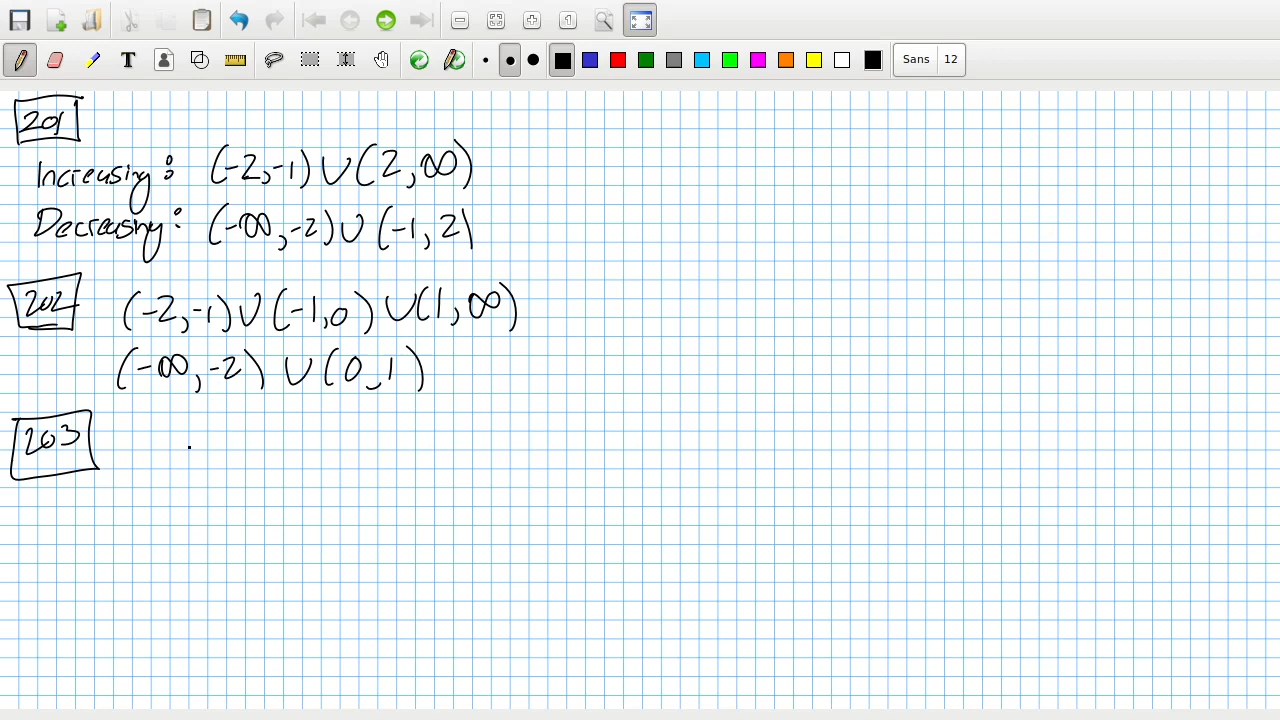 Sans 12
201
Increasing: (-2,-1) ∪ (2,∞)
Decreasing: (-∞,-2) ∪ (-1,2)
202 (-2,-1) ∪ (-1,0) ∪ (1,∞)
(-∞,-2) ∪ (0,1)
203